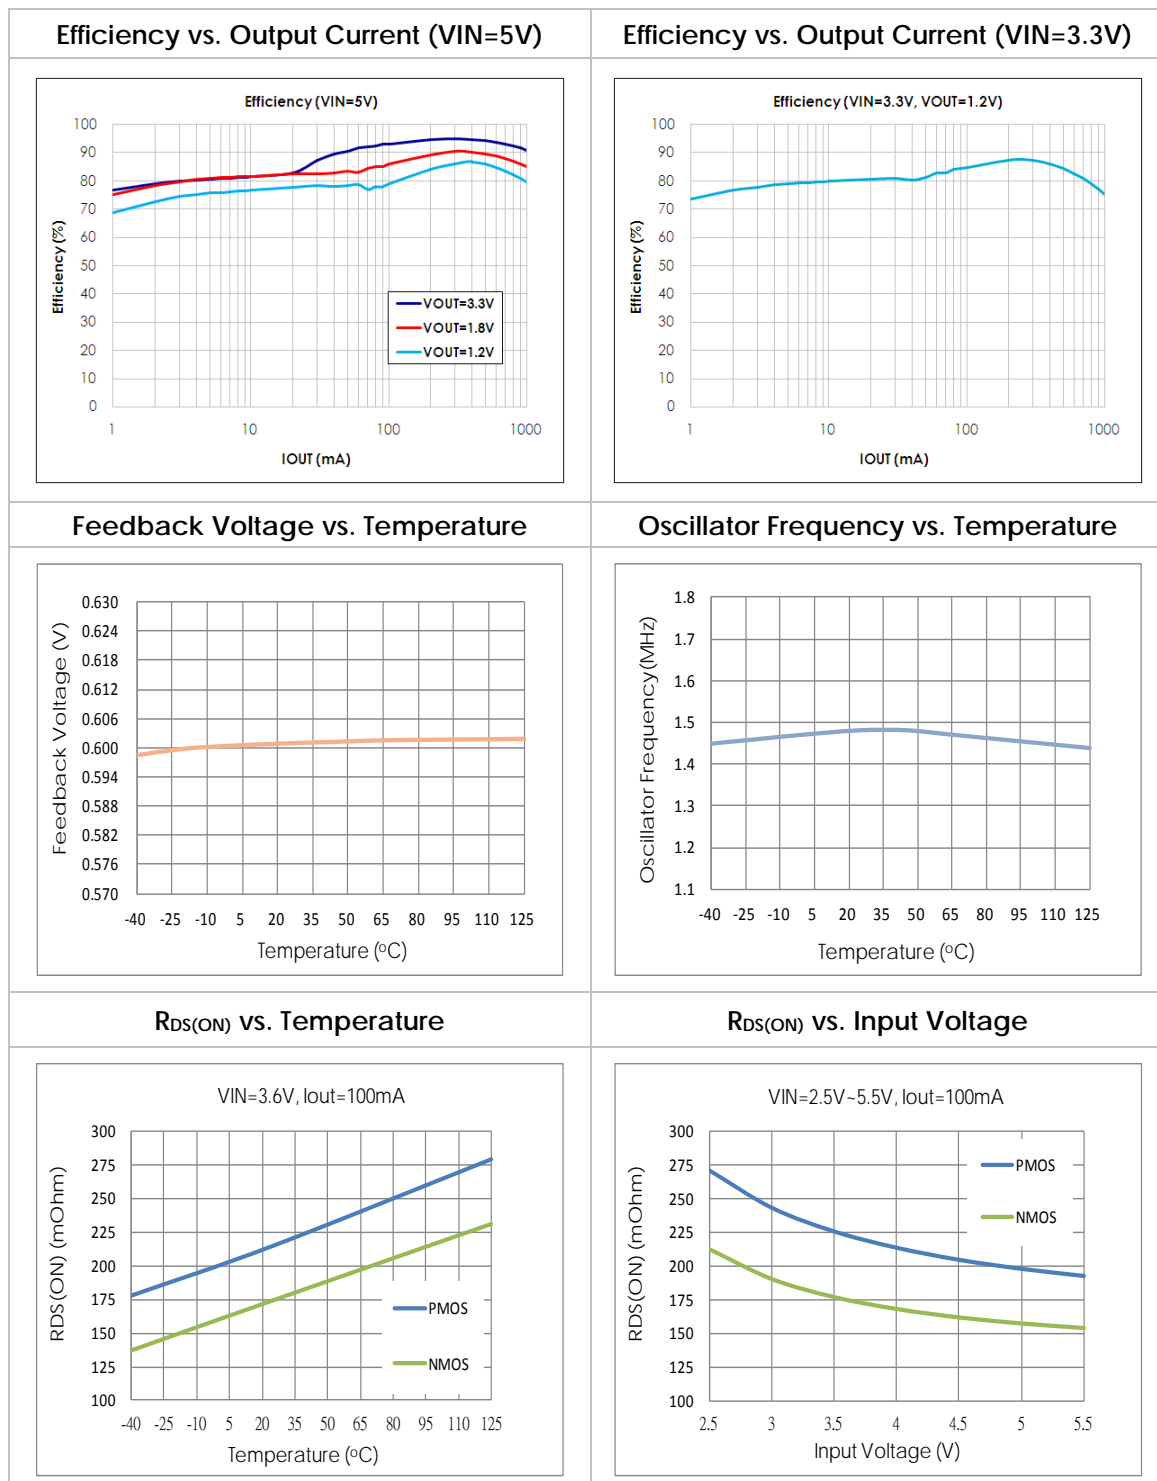 Efficiency vs. Output Current (VIN=5V)
Efficiency vs. Output Current (VIN=3.3V)
Efficiency (VIN=5V)
Efficiency (%)
100
90
80
70
60
50
40
30
20
10
0
VOUT=3.3V
VOUT=1.8V
VOUT=1.2V
1 10 100 1000
IOUT (mA)
Efficiency (VIN=3.3V, VOUT=1.2V)
Efficiency (%)
100
90
80
70
60
50
40
30
20
10
0
1 10 100 1000
IOUT (mA)
Feedback Voltage vs. Temperature
Oscillator Frequency vs. Temperature
Feedback Voltage (V)
0.630
0.624
0.618
0.612
0.606
0.600
0.594
0.588
0.582
0.576
0.570
-40 -25 -10 5 20 35 50 65 80 95 110 125
Temperature (°C)
Oscillator Frequency (MHz)
1.8
1.7
1.6
1.5
1.4
1.3
1.2
1.1
-40 -25 -10 5 20 35 50 65 80 95 110 125
Temperature (°C)
RDS(ON) vs. Temperature
RDS(ON) vs. Input Voltage
VIN=3.6V, Iout=100mA
RDS(ON) (mOhm)
300
275
250
225
200
175
150
125
100
PMOS
NMOS
-40 -25 -10 5 20 35 50 65 80 95 110 125
Temperature (°C)
VIN=2.5V~5.5V, Iout=100mA
RDS(ON) (mOhm)
300
275
250
225
200
175
150
125
100
PMOS
NMOS
2.5 3 3.5 4 4.5 5 5.5
Input Voltage (V)